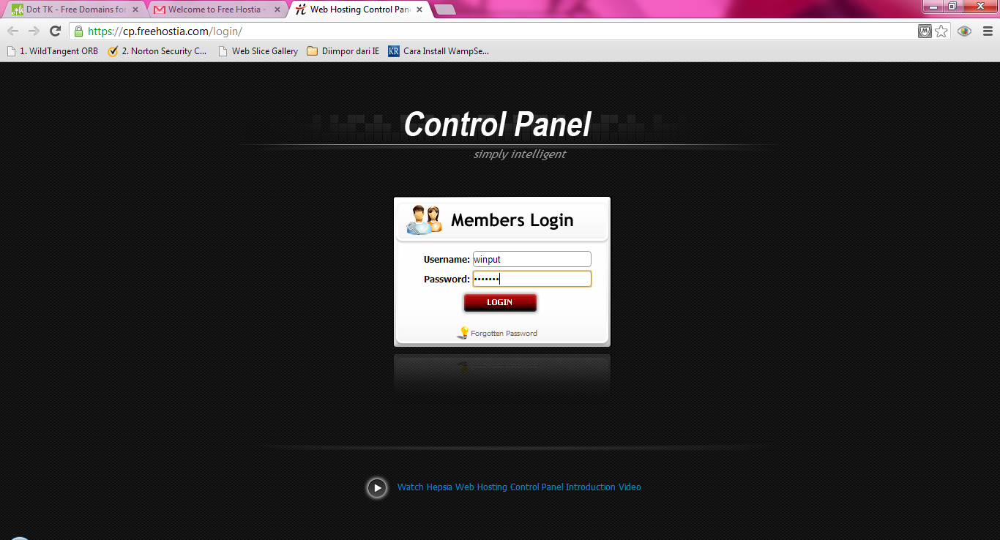 Dot TK - Free Domains for
Welcome to Free Hostia -
Web Hosting Control Pan
https://cp.freehostia.com/login/
1. WildTangent ORB
2. Norton Security C...
Web Slice Gallery
Diimpor dari IE
KR
Cara Install WampSe...
Control Panel
simply intelligent
Members Login
Username: winput
Password: •••••••
LOGIN
Forgotten Password
Watch Hepsia Web Hosting Control Panel Introduction Video